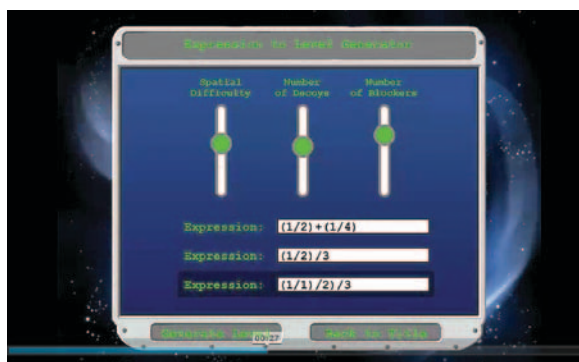 Expression to Level Generator
Spatial Difficulty
Number of Decoys
Number of Blockers
Expression: (1/2)+(1/4)
Expression: (1/2)/3
Expression: (1/1)/2)/3
00:27
Back to